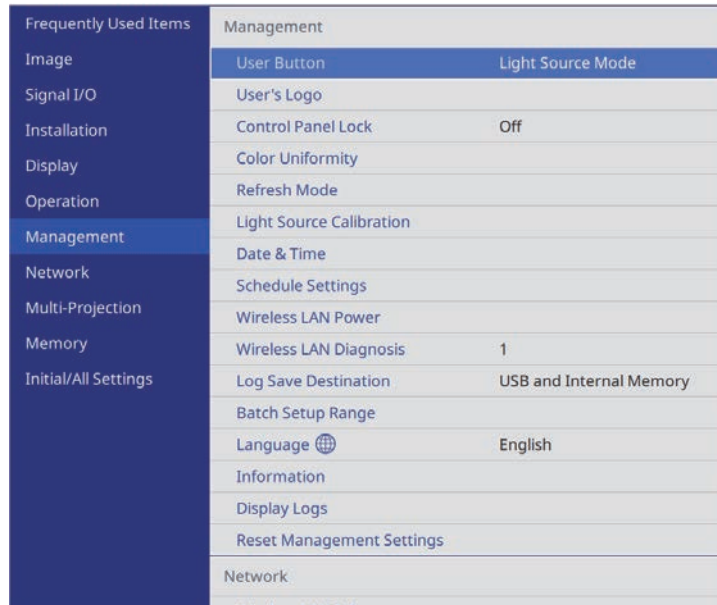 Frequently Used Items
Image
Signal I/O
Installation
Display
Operation
Management
Network
Multi-Projection
Memory
Initial/All Settings
Management
User Button Light Source Mode
User's Logo
Control Panel Lock Off
Color Uniformity
Refresh Mode
Light Source Calibration
Date & Time
Schedule Settings
Wireless LAN Power
Wireless LAN Diagnosis 1
Log Save Destination USB and Internal Memory
Batch Setup Range
Language English
Information
Display Logs
Reset Management Settings
Network